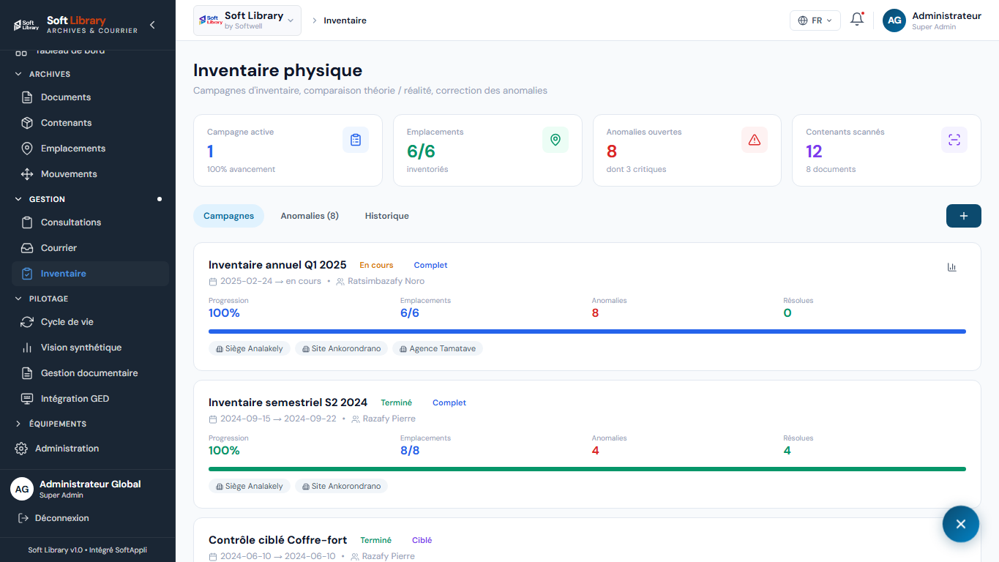 Soft Library
Soft Library
ARCHIVES & COURRIER
Tableau de bord
ARCHIVES
Documents
Contenants
Emplacements
Mouvements
GESTION
Consultations
Courrier
Inventaire
PILOTAGE
Cycle de vie
Vision synthétique
Gestion documentaire
Intégration GED
ÉQUIPEMENTS
Administration
AG
Administrateur Global
Super Admin
Déconnexion
Soft Library v1.0 • Intégré SoftAppli
Soft Library
Soft Library
by Softwell
Inventaire
FR
AG
Administrateur
Super Admin
Inventaire physique
Campagnes d'inventaire, comparaison théorie / réalité, correction des anomalies
Campagne active
1
100% avancement
Emplacements
6/6
inventoriés
Anomalies ouvertes
8
dont 3 critiques
Contenants scannés
12
8 documents
Campagnes Anomalies (8) Historique
+
Inventaire annuel Q1 2025 En cours Complet
2025-02-24 → en cours • Ratsimbazafy Noro
Progression Emplacements Anomalies Résolues
100% 6/6 8 0
Siège Analakely Site Ankorondrano Agence Tamatave
Inventaire semestriel S2 2024 Terminé Complet
2024-09-15 → 2024-09-22 • Razafy Pierre
Progression Emplacements Anomalies Résolues
100% 8/8 4 4
Siège Analakely Site Ankorondrano
Contrôle ciblé Coffre-fort Terminé Ciblé
2024-06-10 → 2024-06-10 • Razafy Pierre